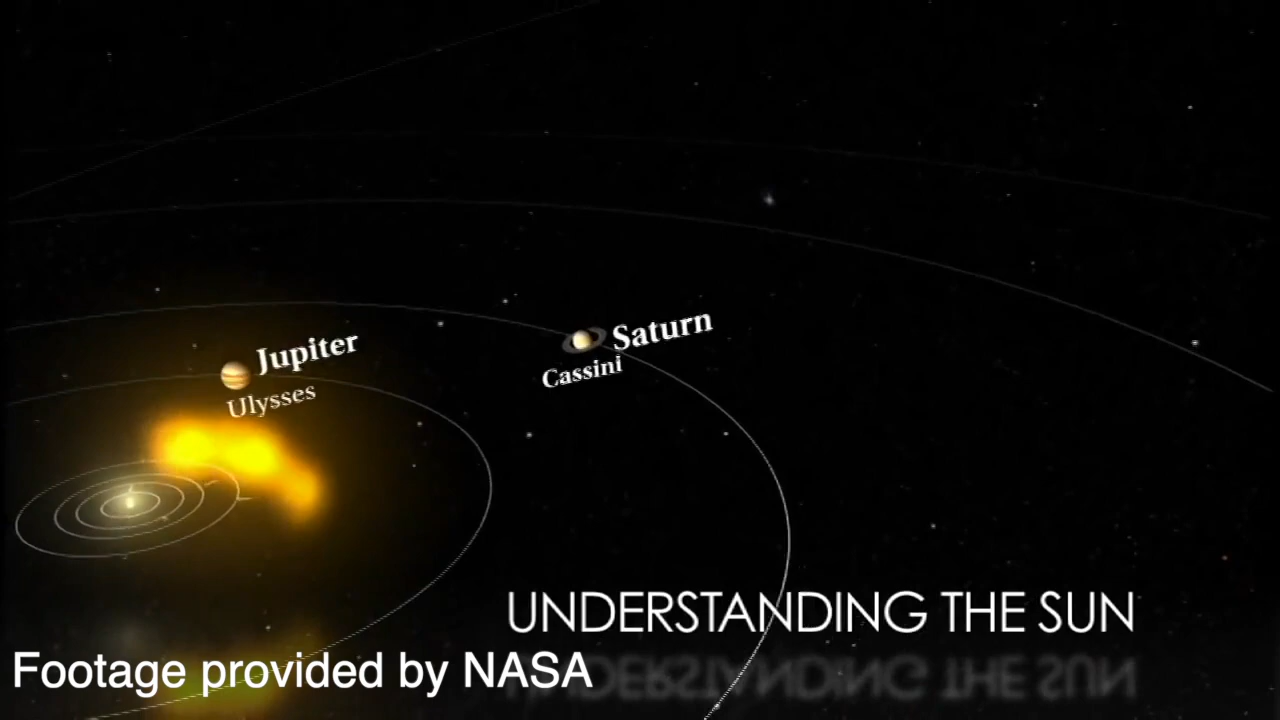 Jupiter
Ulysses
Saturn
Cassini
UNDERSTANDING THE SUN
Footage provided by NASA